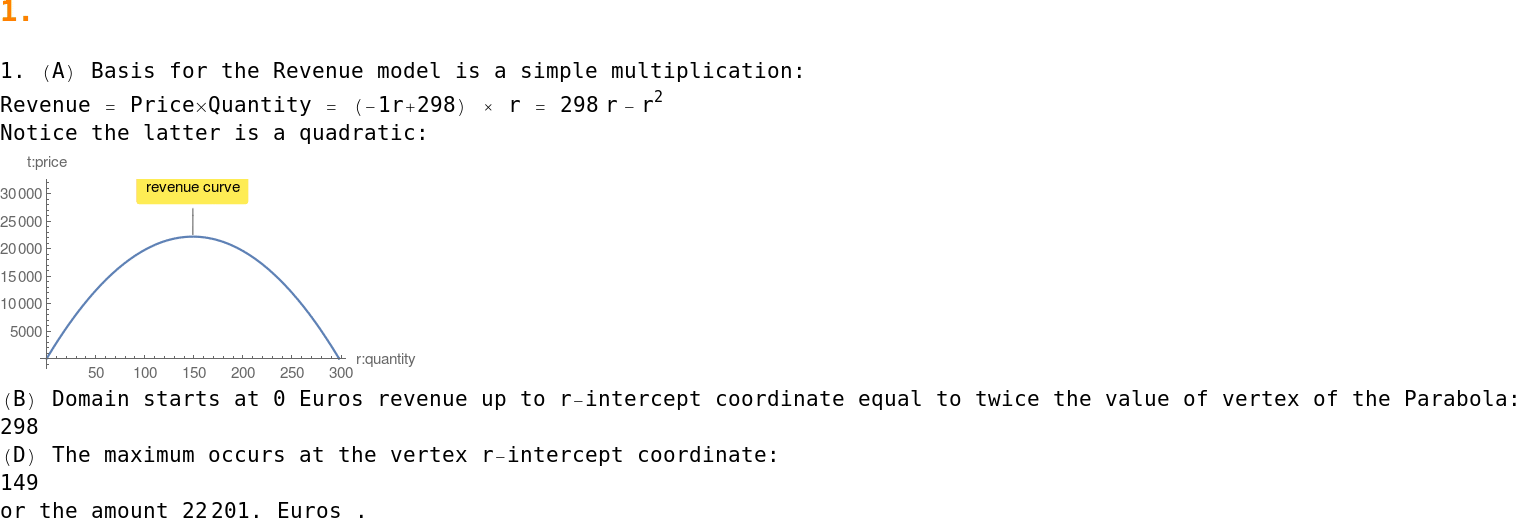 1.
1. (A) Basis for the Revenue model is a simple multiplication:
Revenue = Price×Quantity = (-1r+298) × r = 298 r - r²
Notice the latter is a quadratic:
t:price
revenue curve
30000
25000
20000
15000
10000
5000
50 100 150 200 250 300
r:quantity
(B) Domain starts at 0 Euros revenue up to r-intercept coordinate equal to twice the value of vertex of the Parabola:
298
(D) The maximum occurs at the vertex r-intercept coordinate:
149
or the amount 22201. Euros .